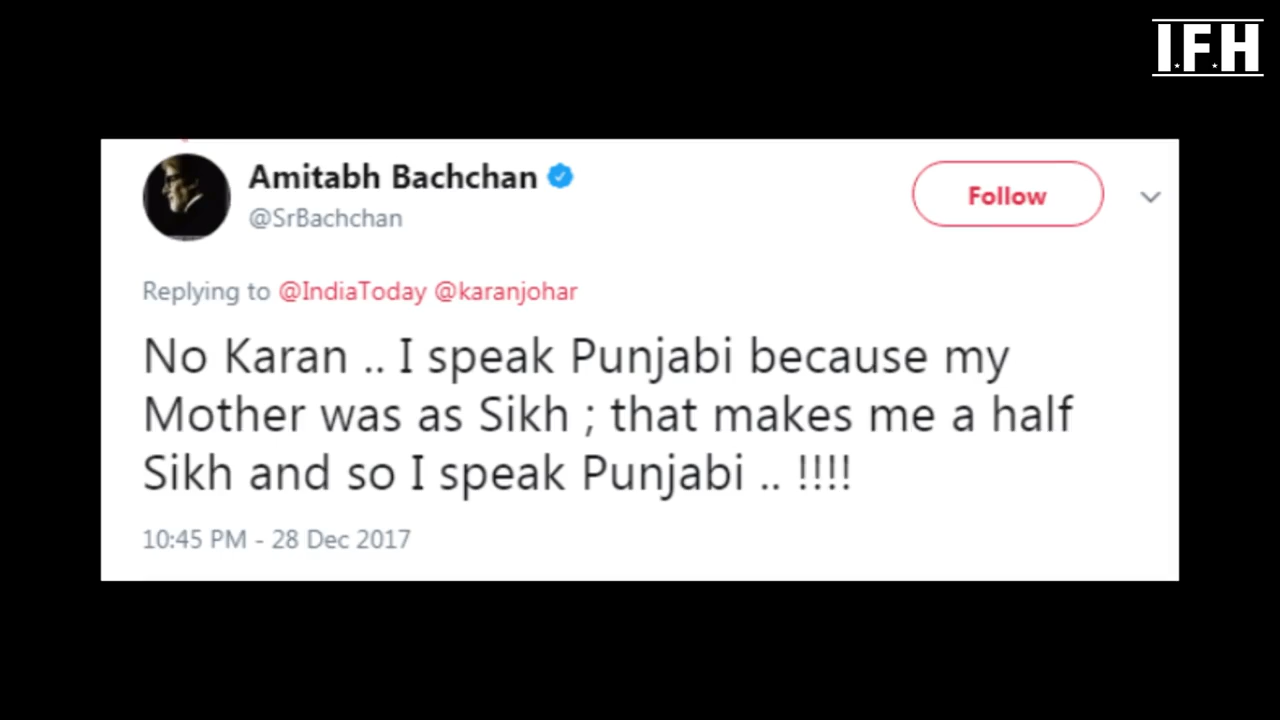 I.F.H
Amitabh Bachchan
@SrBachchan
Follow
Replying to @IndiaToday @karanjohar
No Karan .. I speak Punjabi because my
Mother was as Sikh ; that makes me a half
Sikh and so I speak Punjabi .. !!!!
10:45 PM - 28 Dec 2017